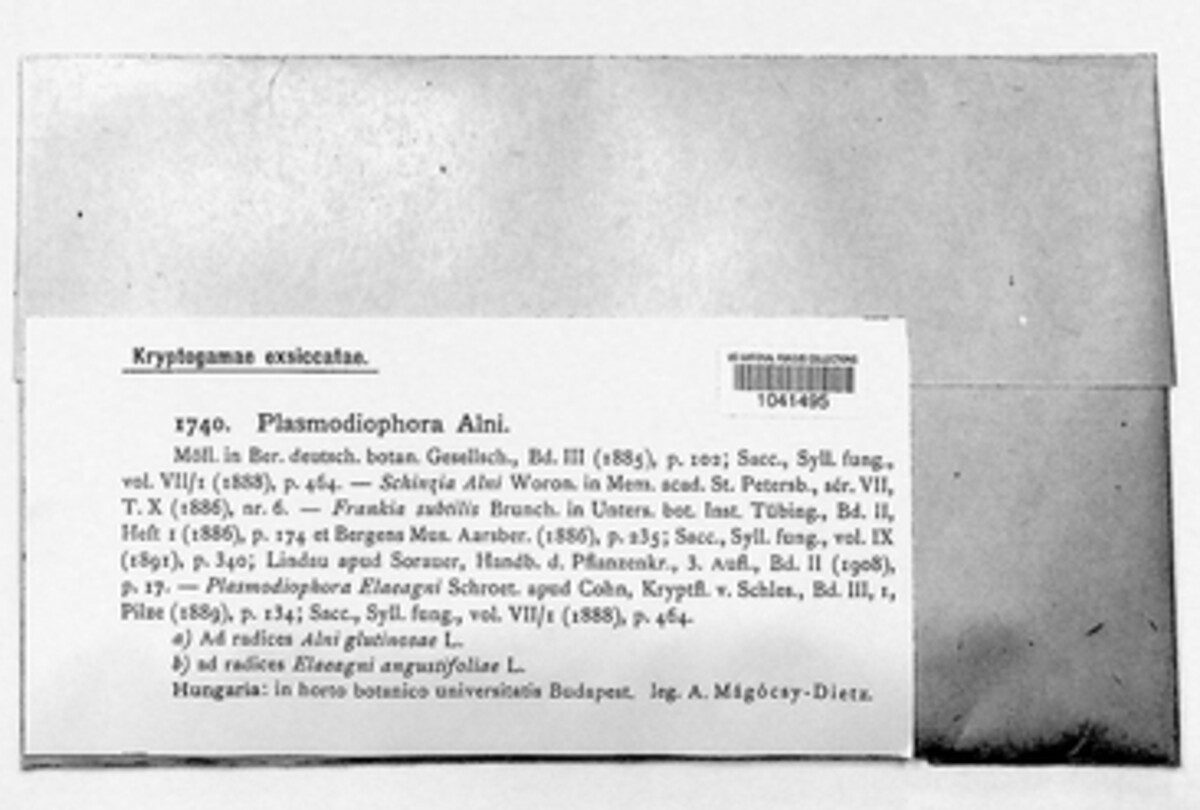 Kryptogamae exsiccatae.
US NATIONAL FUNGUS COLLECTIONS
1041495
1740. Plasmodiophora Alni.
Möll. in Ber. deutsch. botan. Gesellsch., Bd. III (1885), p. 102; Sacc., Syll. fung.,
vol. VII/1 (1888), p. 464. — Schinzia Alni Woron. in Mem. acad. St. Petersb., sér. VII,
T. X (1886), nr. 6. — Frankia subtilis Brunch. in Unters. bot. Inst. Tübing., Bd. II,
Heft 1 (1886), p. 174 et Bergens Mus. Aarsber. (1886), p. 235; Sacc., Syll. fung., vol. IX
(1891), p. 340; Lindau apud Sorauer, Handb. d. Pflanzenkr., 3. Aufl., Bd. II (1908),
p. 17. — Plasmodiophora Elaeagni Schroet. apud Cohn, Kryptfl. v. Schles., Bd. III, 1,
Pilze (1889), p. 134; Sacc., Syll. fung., vol. VII/1 (1888), p. 464.
a) Ad radices Alni glutinosae L.
b) ad radices Elaeagni angustifoliae L.
Hungaria: in horto botanico universitatis Budapest. leg. A. Mágócsy-Dietz.